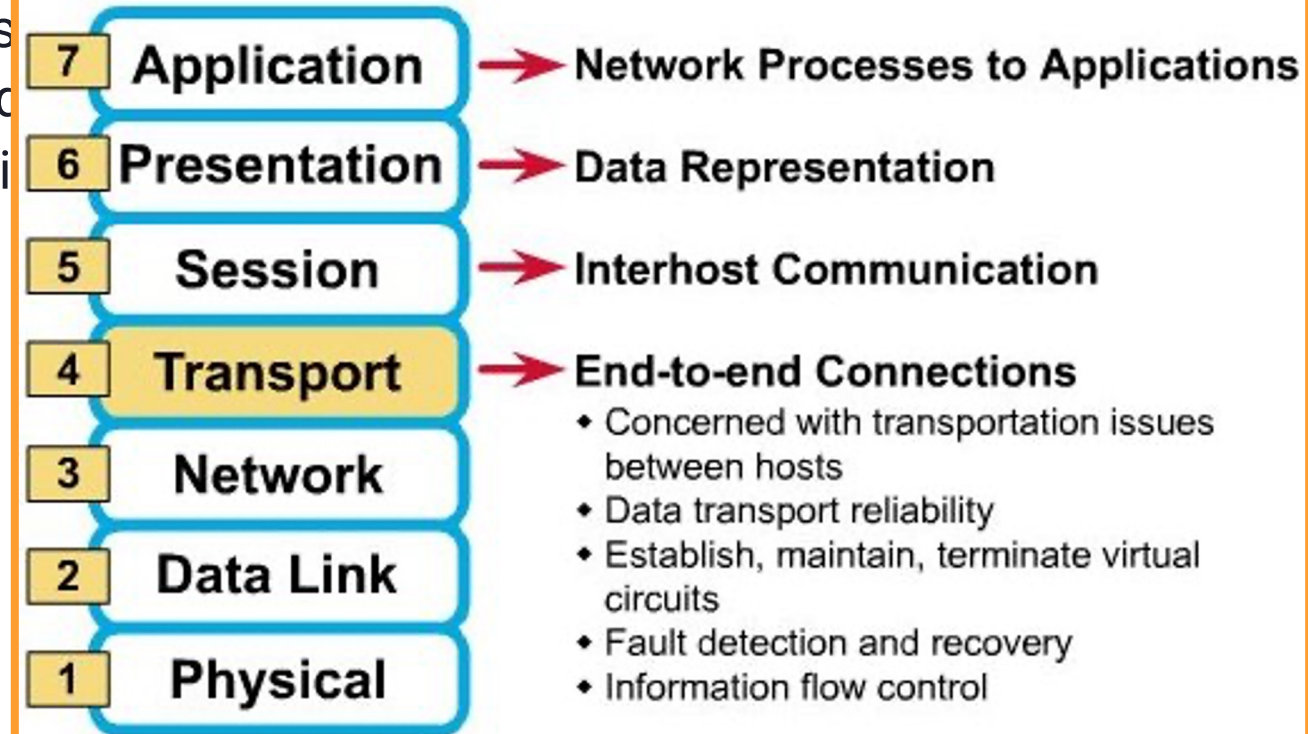 7 Application Network Processes to Applications
6 Presentation Data Representation
5 Session Interhost Communication
4 Transport End-to-end Connections
Concerned with transportation issues
between hosts
3 Network
Data transport reliability
Establish, maintain, terminate virtual
circuits
2 Data Link
Fault detection and recovery
1 Physical
Information flow control